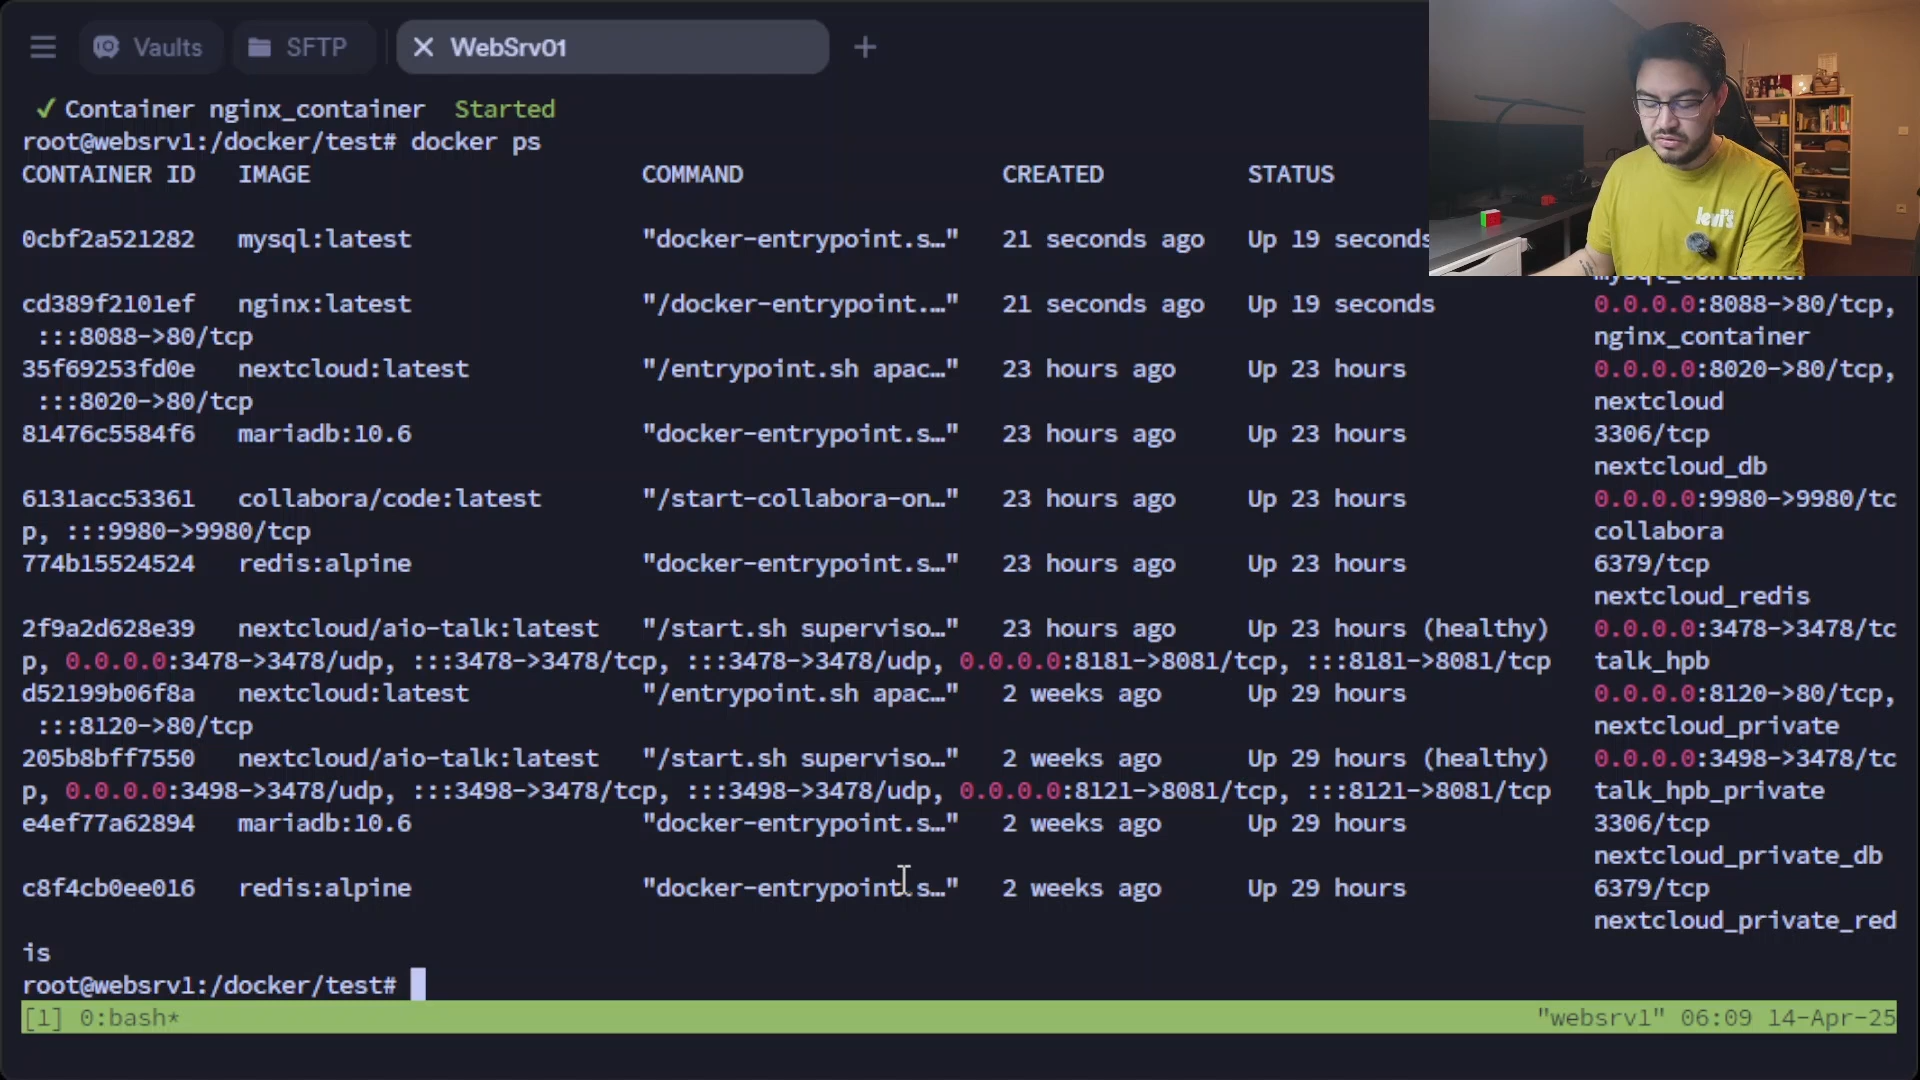 Vaults SFTP WebSrv01
✓ Container nginx_container Started
root@websrv1:/docker/test# docker ps
CONTAINER ID IMAGE COMMAND CREATED STATUS
0cbf2a521282 mysql:latest "docker-entrypoint.s…" 21 seconds ago Up 19 seconds
mysql_container
cd389f2101ef nginx:latest "/docker-entrypoint.…" 21 seconds ago Up 19 seconds 0.0.0.0:8088->80/tcp,
:::8088->80/tcp nginx_container
35f69253fd0e nextcloud:latest "/entrypoint.sh apac…" 23 hours ago Up 23 hours 0.0.0.0:8020->80/tcp,
:::8020->80/tcp nextcloud
81476c5584f6 mariadb:10.6 "docker-entrypoint.s…" 23 hours ago Up 23 hours 3306/tcp
nextcloud_db
6131acc53361 collabora/code:latest "/start-collabora-on…" 23 hours ago Up 23 hours 0.0.0.0:9980->9980/tc
p, :::9980->9980/tcp collabora
774b15524524 redis:alpine "docker-entrypoint.s…" 23 hours ago Up 23 hours 6379/tcp
nextcloud_redis
2f9a2d628e39 nextcloud/aio-talk:latest "/start.sh superviso…" 23 hours ago Up 23 hours (healthy) 0.0.0.0:3478->3478/tc
p, 0.0.0.0:3478->3478/udp, :::3478->3478/tcp, :::3478->3478/udp, 0.0.0.0:8181->8081/tcp, :::8181->8081/tcp talk_hpb
d52199b06f8a nextcloud:latest "/entrypoint.sh apac…" 2 weeks ago Up 29 hours 0.0.0.0:8120->80/tcp,
:::8120->80/tcp nextcloud_private
205b8bff7550 nextcloud/aio-talk:latest "/start.sh superviso…" 2 weeks ago Up 29 hours (healthy) 0.0.0.0:3498->3478/tc
p, 0.0.0.0:3498->3478/udp, :::3498->3478/tcp, :::3498->3478/udp, 0.0.0.0:8121->8081/tcp, :::8121->8081/tcp talk_hpb_private
e4ef77a62894 mariadb:10.6 "docker-entrypoint.s…" 2 weeks ago Up 29 hours 3306/tcp
nextcloud_private_db
c8f4cb0ee016 redis:alpine "docker-entrypoint.s…" 2 weeks ago Up 29 hours 6379/tcp
nextcloud_private_red
is
root@websrv1:/docker/test#
[1] 0:bash* "websrv1" 06:09 14-Apr-25
levi's